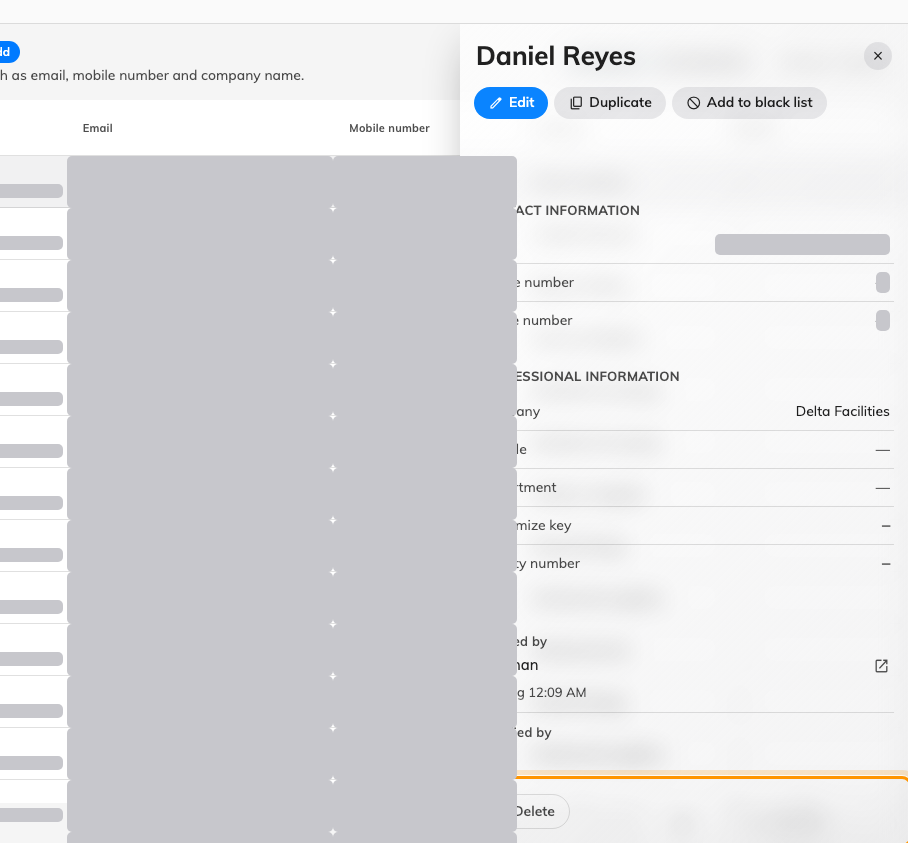 dd
h as email, mobile number and company name.
Email
Mobile number
Daniel Reyes
Edit
Duplicate
Add to black list
ACT INFORMATION
e number
e number
ESSIONAL INFORMATION
any
Delta Facilities
le
—
rtment
—
mize key
–
ty number
–
ed by
nan
g 12:09 AM
fied by
Delete